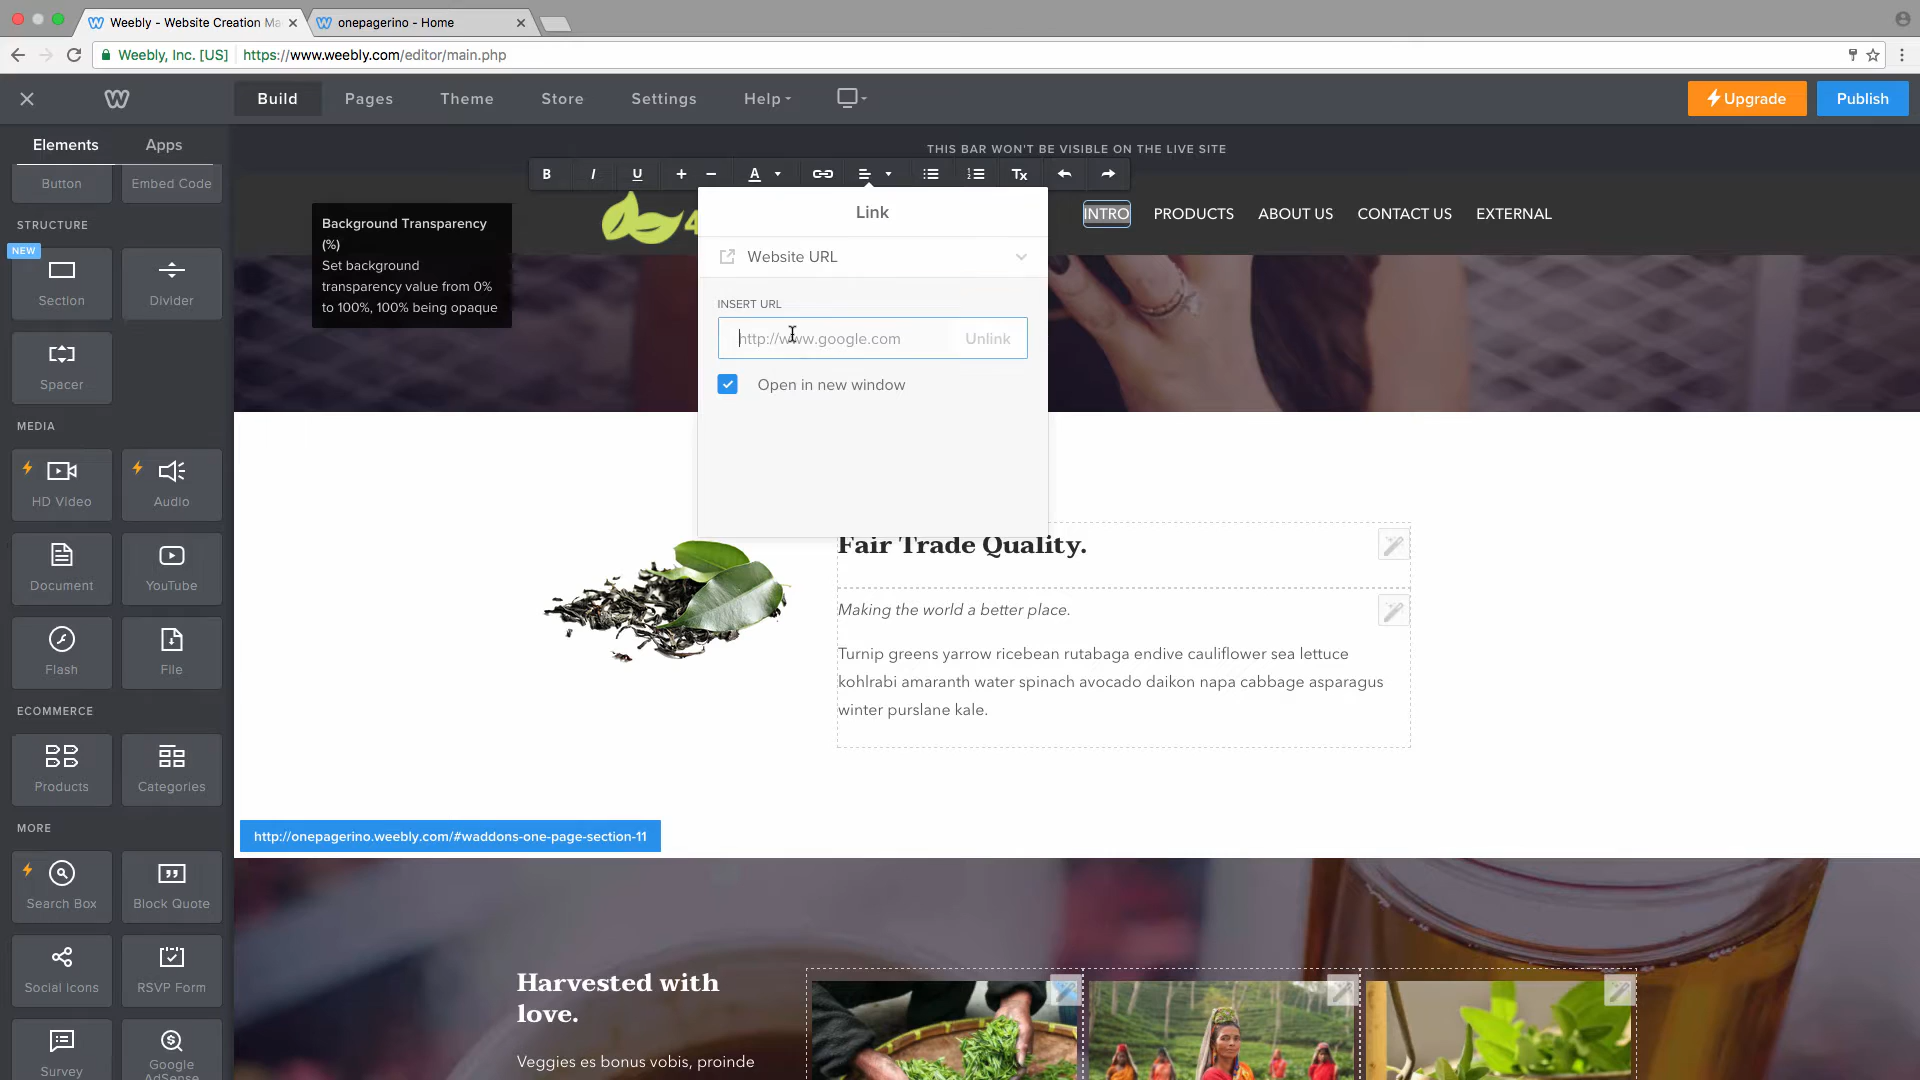 Weebly - Website Creation Ma
onepagerino - Home
Weebly, Inc. [US]
https://www.weebly.com/editor/main.php
Build
Pages
Theme
Store
Settings
Help
Upgrade
Publish
Elements
Apps
THIS BAR WON'T BE VISIBLE ON THE LIVE SITE
Button
Embed Code
B
I
U
A
Tx
STRUCTURE
NEW
Section
Divider
Spacer
Background Transparency
(%)
Set background
transparency value from 0%
to 100%, 100% being opaque
4
Link
Website URL
INSERT URL
http://www.google.com
Unlink
Open in new window
INTRO
PRODUCTS
ABOUT US
CONTACT US
EXTERNAL
MEDIA
HD Video
Audio
Document
YouTube
Flash
File
Fair Trade Quality.
Making the world a better place.
Turnip greens yarrow ricebean rutabaga endive cauliflower sea lettuce
kohlrabi amaranth water spinach avocado daikon napa cabbage asparagus
winter purslane kale.
ECOMMERCE
Products
Categories
MORE
Search Box
Block Quote
http://onepagerino.weebly.com/#waddons-one-page-section-11
Social Icons
RSVP Form
Survey
Google
AdSense
Harvested with
love.
Veggies es bonus vobis, proinde